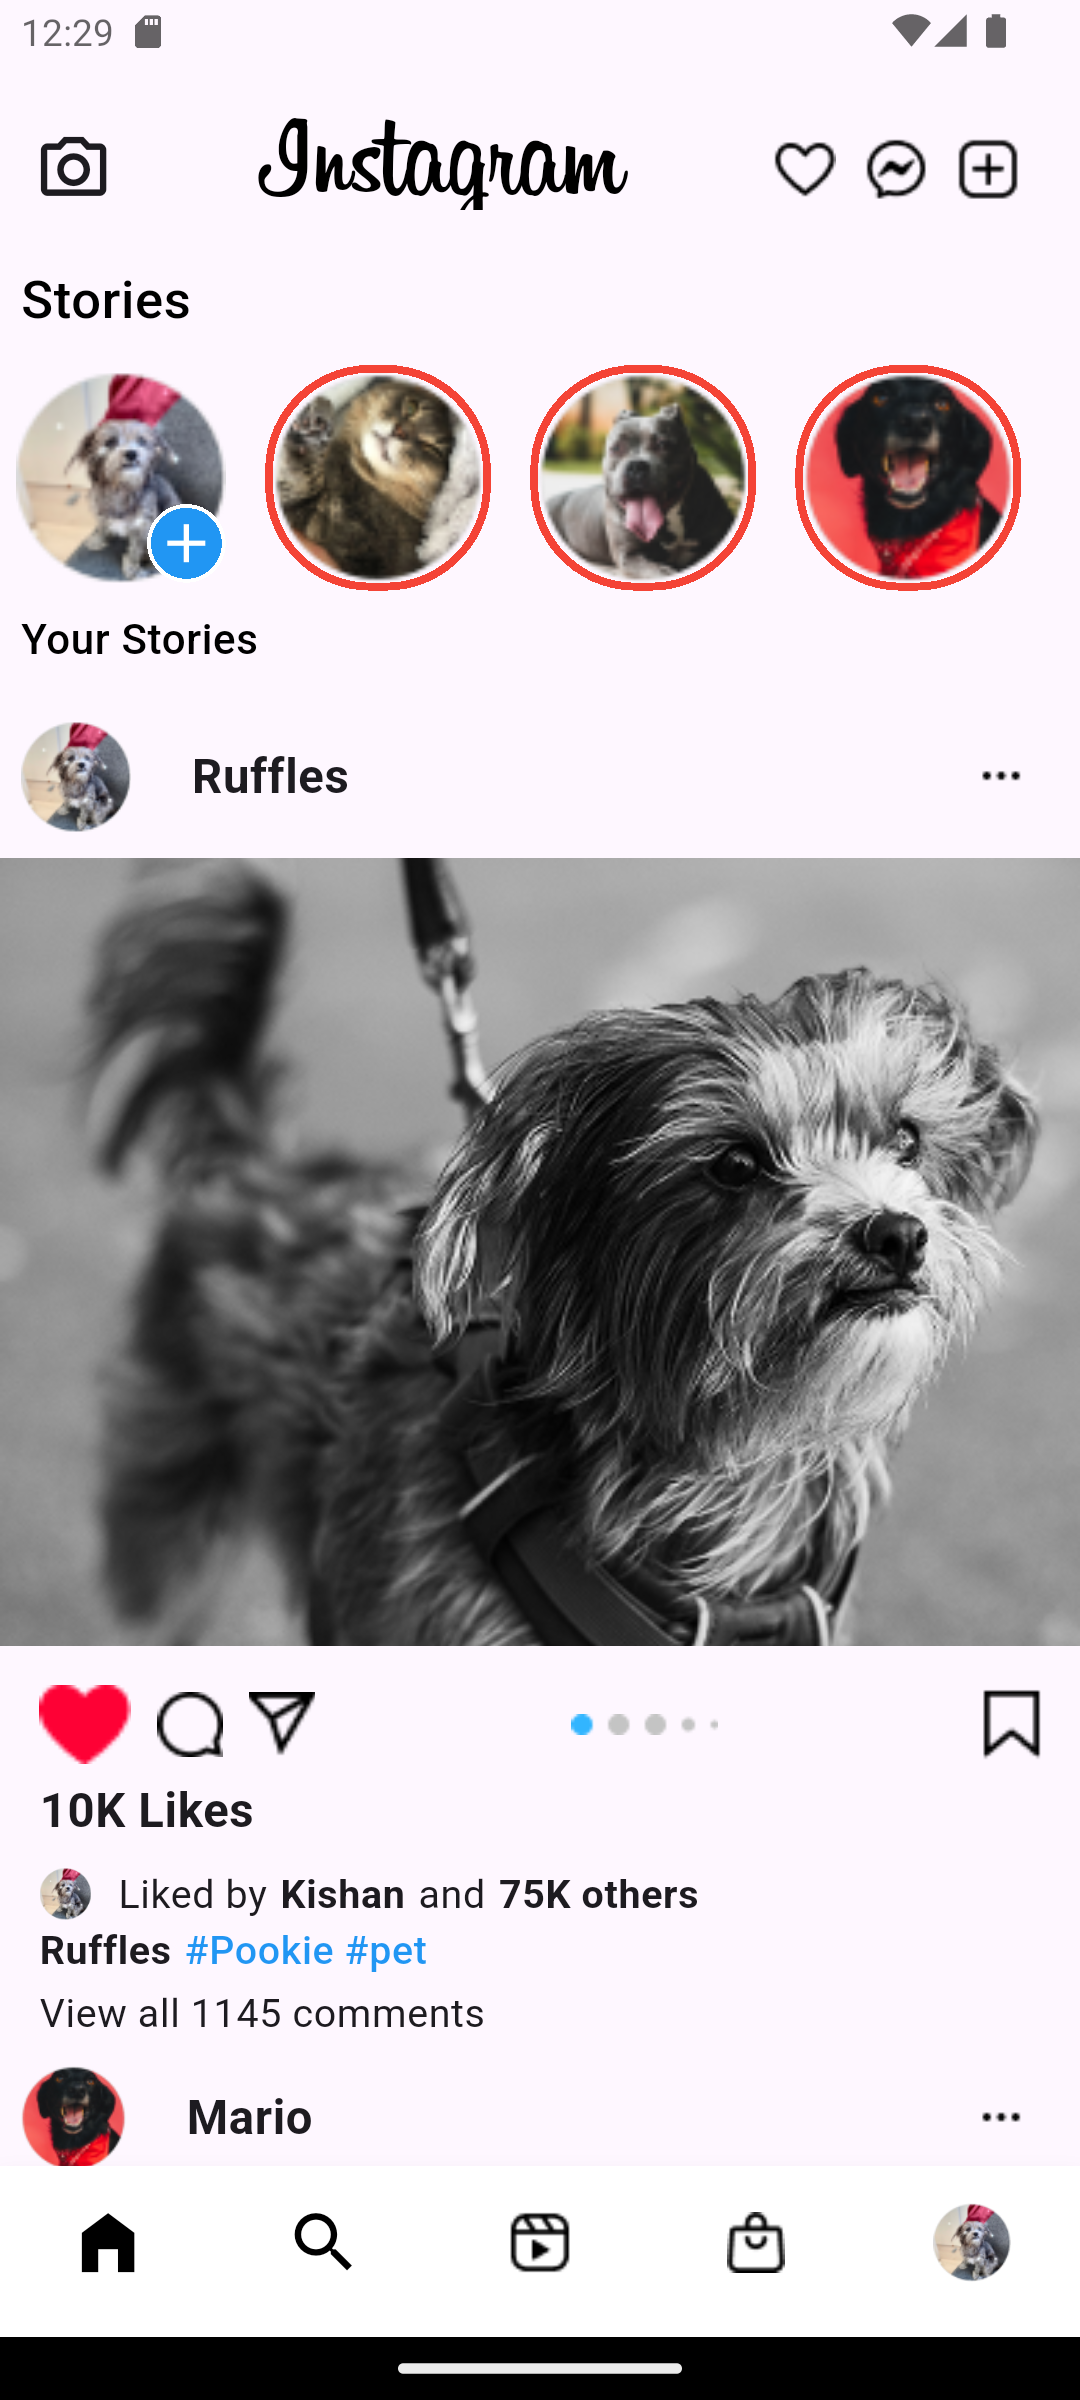 12:29
Instagram
Stories
Your Stories
Ruffles
10K Likes
Liked by Kishan and 75K others
Ruffles #Pookie #pet
View all 1145 comments
Mario